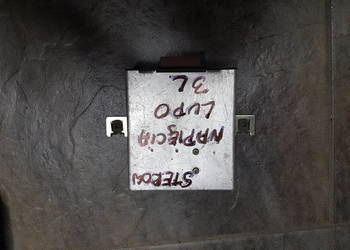 STEROW
NAPIĘCIA
LUPO
3L